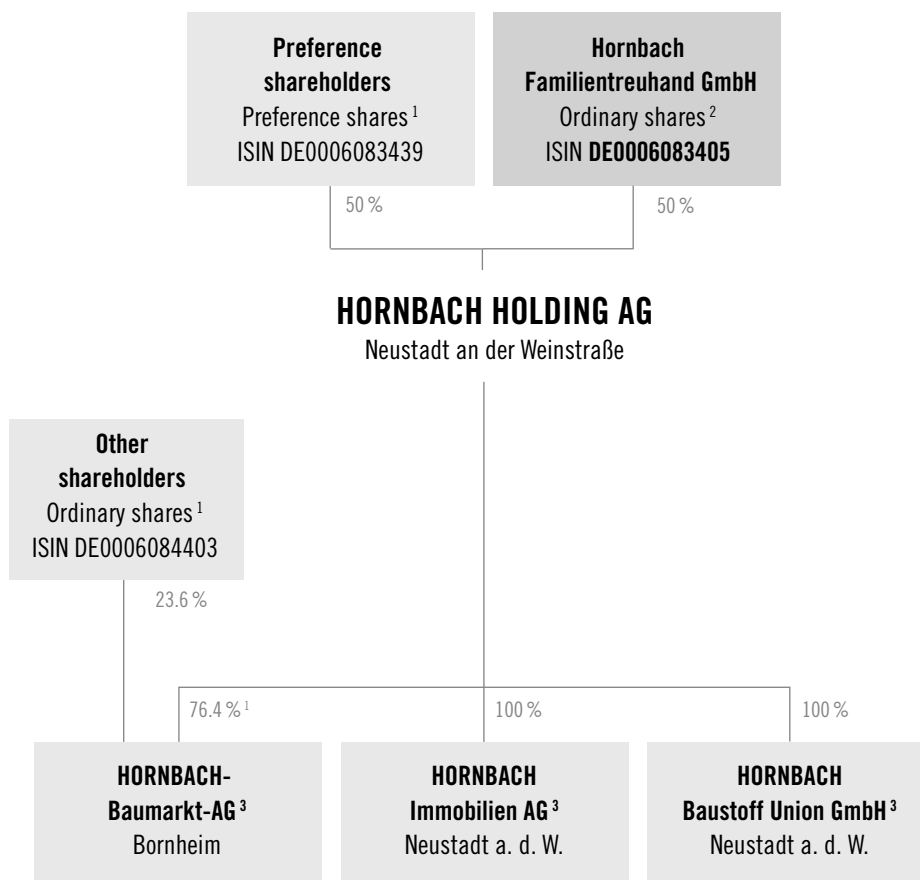 Preference
shareholders
Preference shares ¹
ISIN DE0006083439
Hornbach
Familientreuhand GmbH
Ordinary shares ²
ISIN DE0006083405
50 %
50 %
HORNBACH HOLDING AG
Neustadt an der Weinstraße
Other
shareholders
Ordinary shares ¹
ISIN DE0006084403
23.6 %
76.4 % ¹
100 %
100 %
HORNBACH-
Baumarkt-AG ³
Bornheim
HORNBACH
Immobilien AG ³
Neustadt a. d. W.
HORNBACH
Baustoff Union GmbH ³
Neustadt a. d. W.